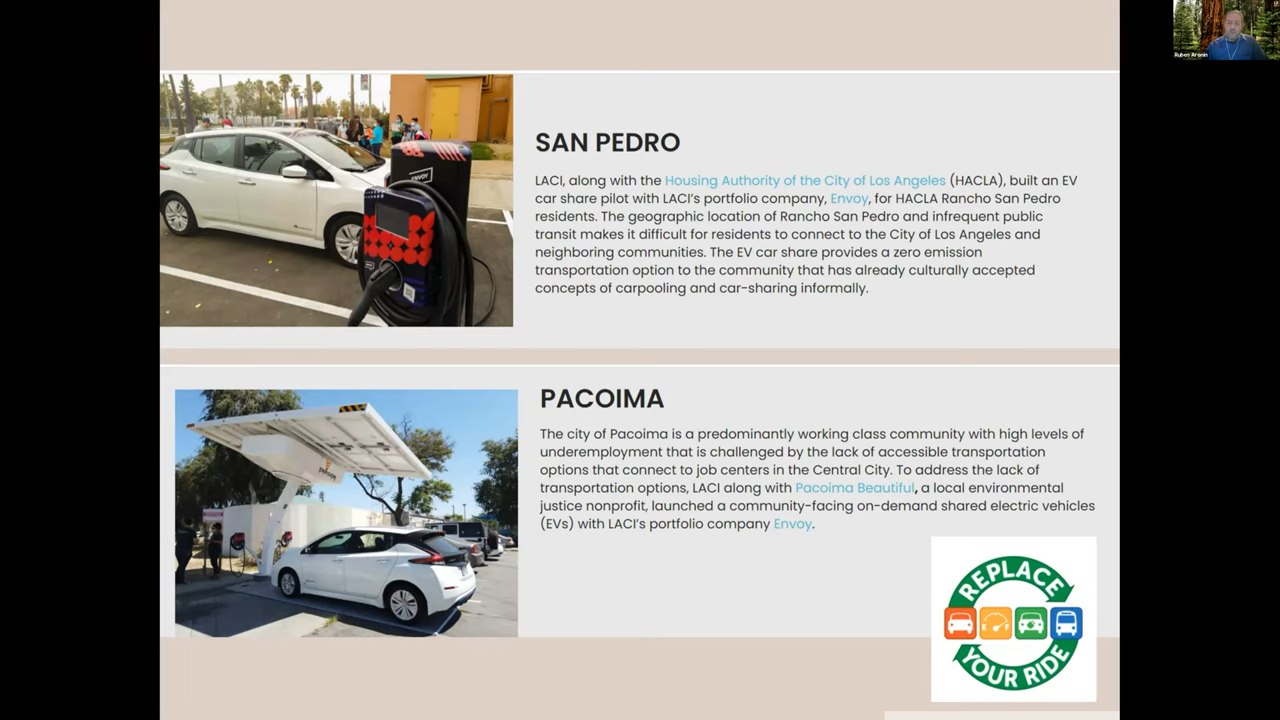 Ruben Aronin
SAN PEDRO
LACI, along with the Housing Authority of the City of Los Angeles (HACLA), built an EV
car share pilot with LACI’s portfolio company, Envoy, for HACLA Rancho San Pedro
residents. The geographic location of Rancho San Pedro and infrequent public
transit makes it difficult for residents to connect to the City of Los Angeles and
neighboring communities. The EV car share provides a zero emission
transportation option to the community that has already culturally accepted
concepts of carpooling and car-sharing informally.
ENVOY
PACOIMA
The city of Pacoima is a predominantly working class community with high levels of
underemployment that is challenged by the lack of accessible transportation
options that connect to job centers in the Central City. To address the lack of
transportation options, LACI along with Pacoima Beautiful, a local environmental
justice nonprofit, launched a community-facing on-demand shared electric vehicles
(EVs) with LACI’s portfolio company Envoy.
REPLACE
E F
YOUR RIDE